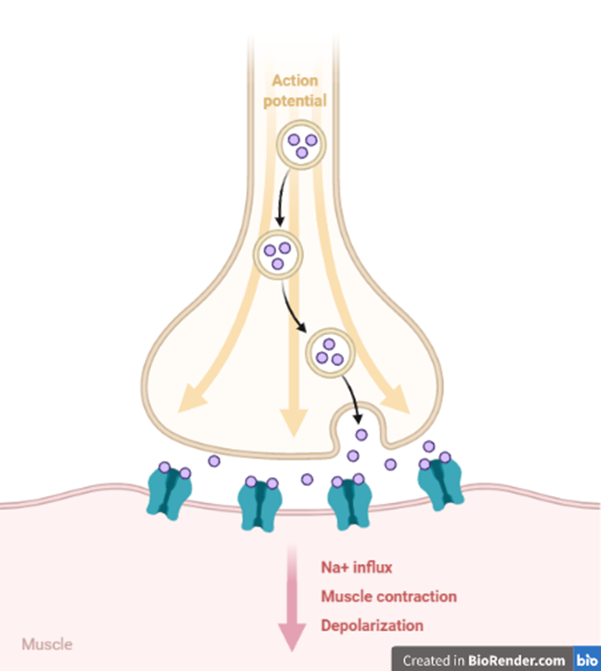 Action
potential
Na+ influx
Muscle contraction
Depolarization
Muscle
Created in BioRender.com bio